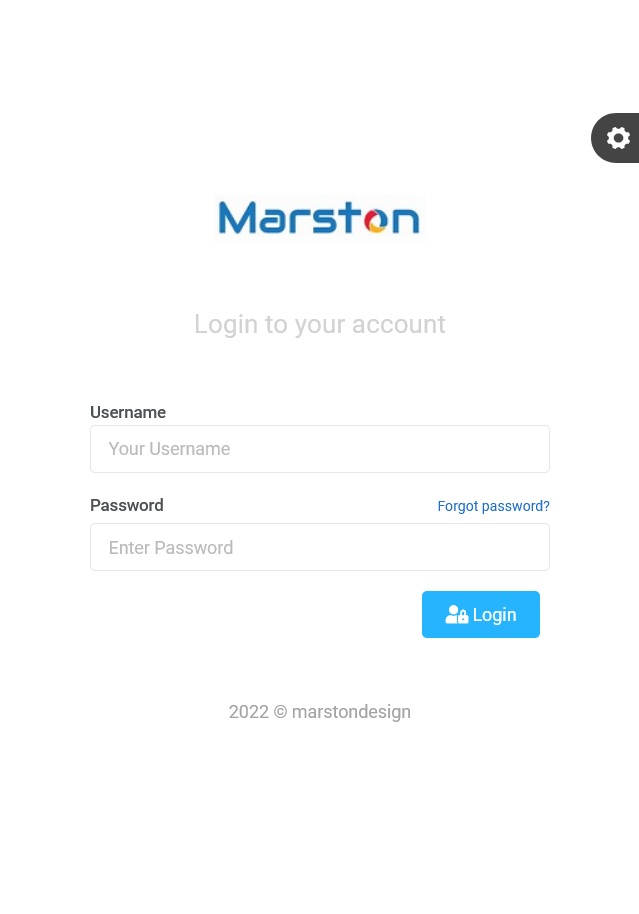 Marston
Login to your account
Username
Your Username
Password Forgot password?
Enter Password
Login
2022 © marstondesign